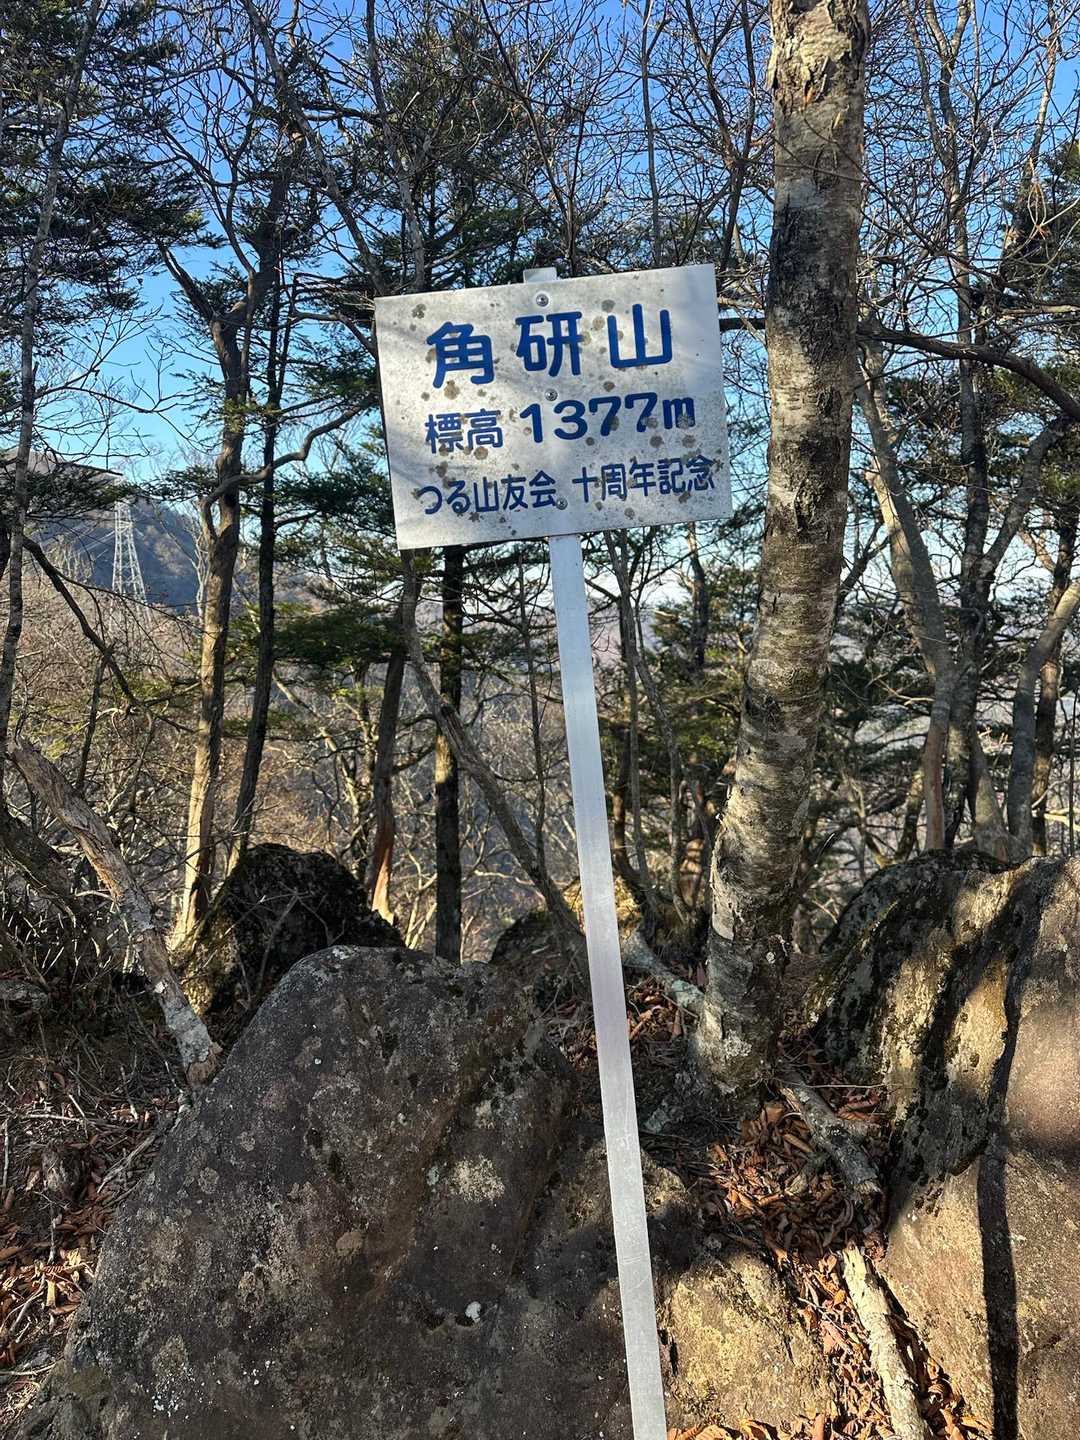 角研山
標高 1377m
つる山友会 十周年記念